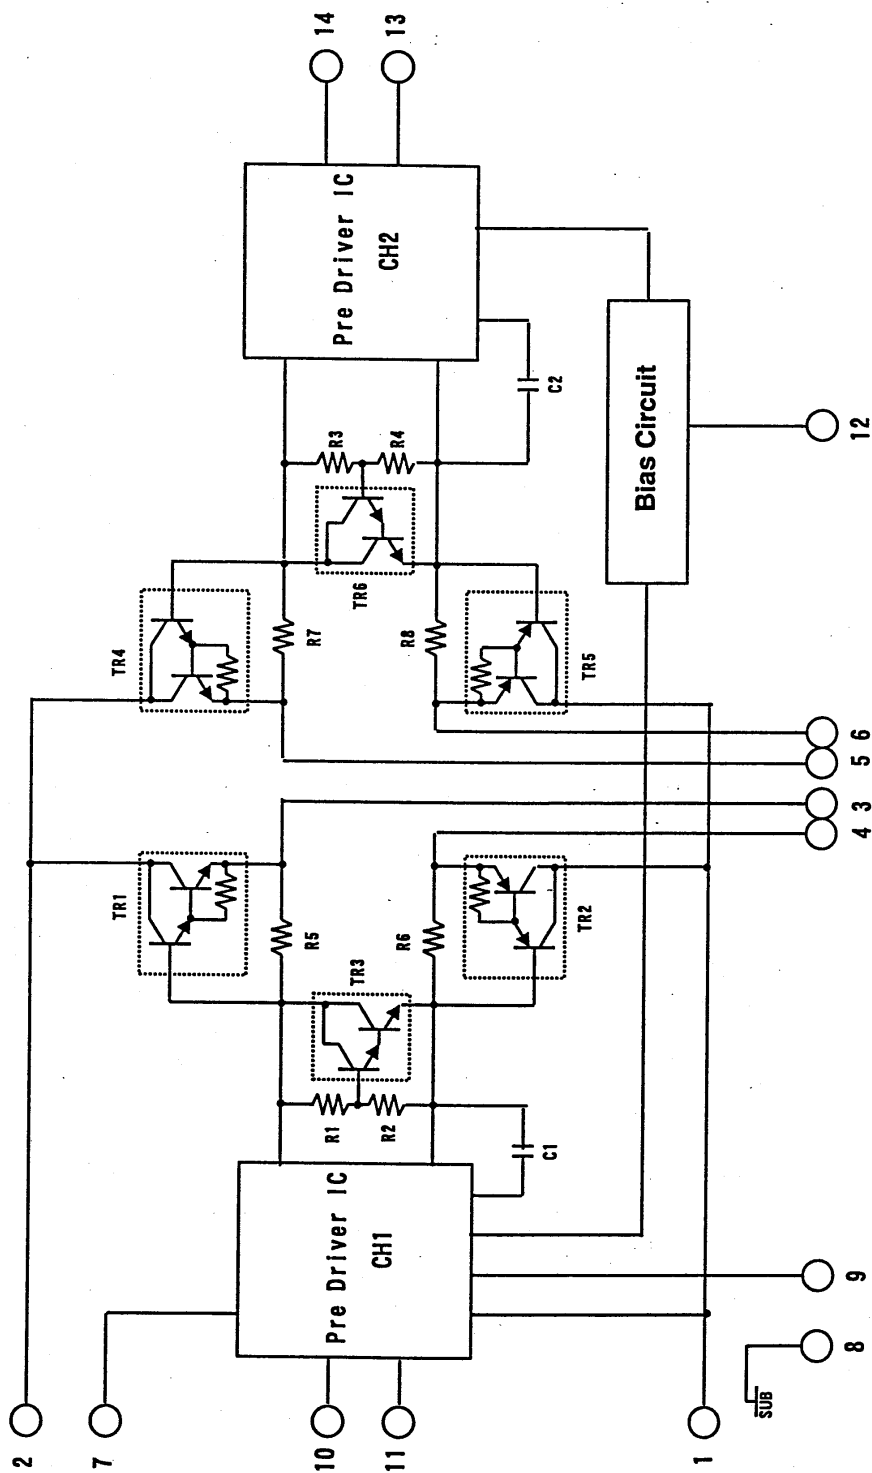 2
7
10
11
1
SUB
8
9
Pre Driver IC
CH1
R1
R2
C1
TR3
R5
R6
TR1
TR2
4
3
5
6
TR4
TR5
R7
R8
TR6
R3
R4
C2
Bias Circuit
12
Pre Driver IC
CH2
14
13